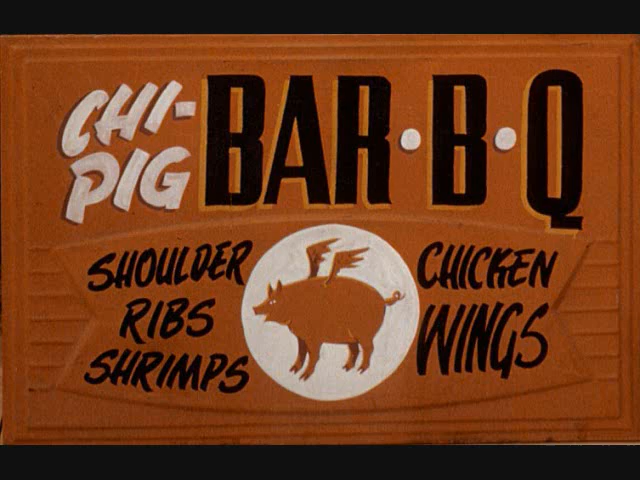 CHI-PIG BAR·B·Q
SHOULDER
RIBS
SHRIMPS
CHICKEN
WINGS